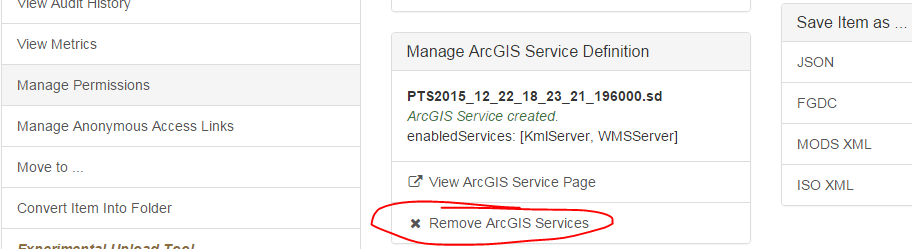 View Audit History
View Metrics
Manage Permissions
Manage Anonymous Access Links
Move to ...
Convert Item Into Folder
Experimental Upload Tool
Manage ArcGIS Service Definition
PTS2015_12_22_18_23_21_196000.sd
ArcGIS Service created.
enabledServices: [KmlServer, WMSServer]
View ArcGIS Service Page
Remove ArcGIS Services
Save Item as ...
JSON
FGDC
MODS XML
ISO XML